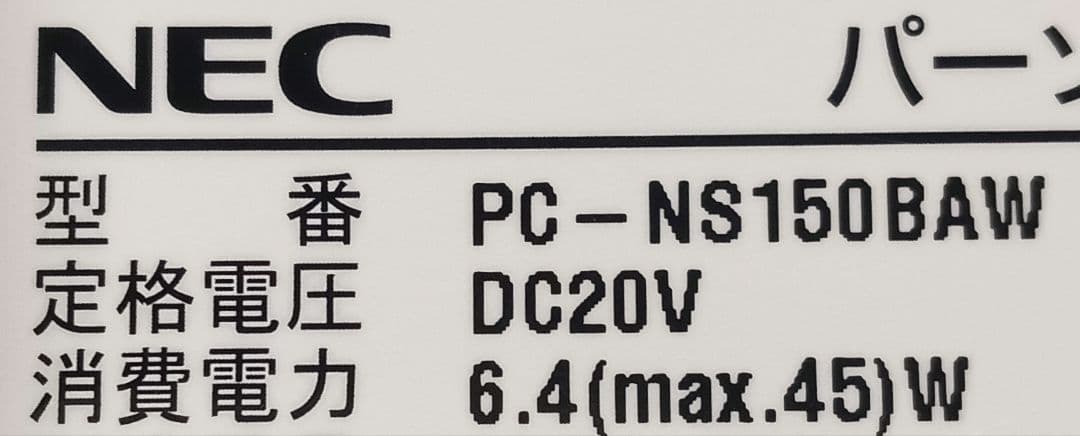 NEC パーソ
型 番 PC-NS150BAW
定格電圧 DC20V
消費電力 6.4(max.45)W